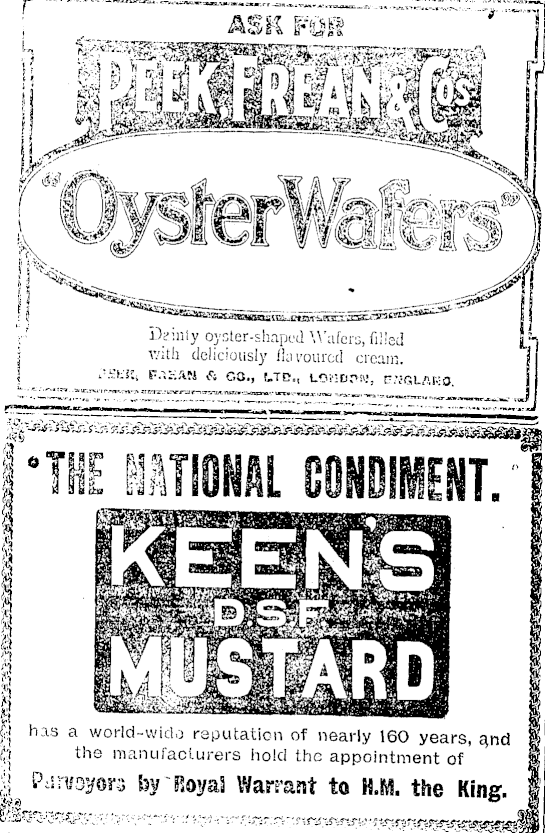 ASK FOR
PEEK, FREAN & Co's
"Oyster Wafers"
Dainty oyster-shaped Wafers, filled
with deliciously flavoured cream.
PEEK, FREAN & CO., LTD., LONDON, ENGLAND.
THE NATIONAL CONDIMENT.
KEEN'S
D.S.F.
MUSTARD
has a world-wide reputation of nearly 160 years, and
the manufacturers hold the appointment of
Purveyors by Royal Warrant to H.M. the King.